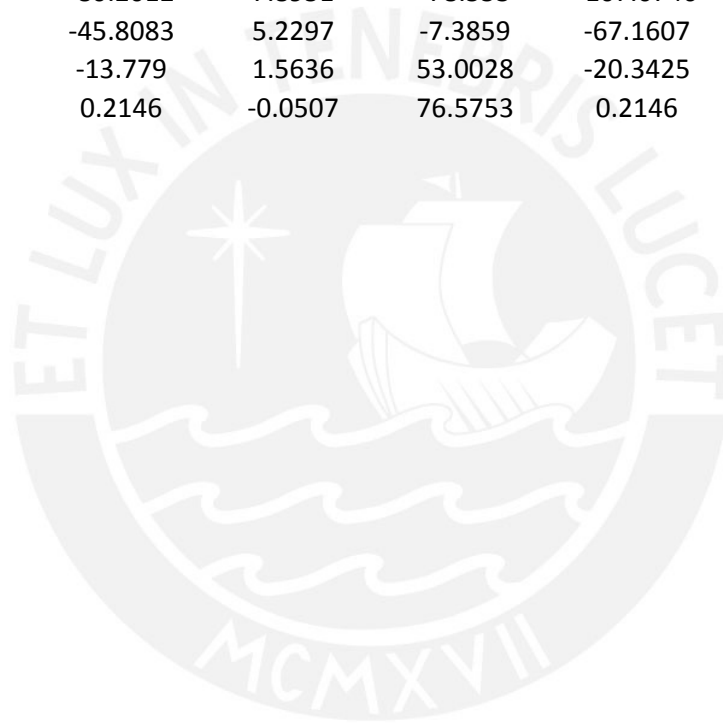 -45.8083 5.2297 -7.3859 -67.1607
-13.779 1.5636 53.0028 -20.3425
0.2146 -0.0507 76.5753 0.2146
ET LUX IN TENEBRIS LUCET
MCMXVII